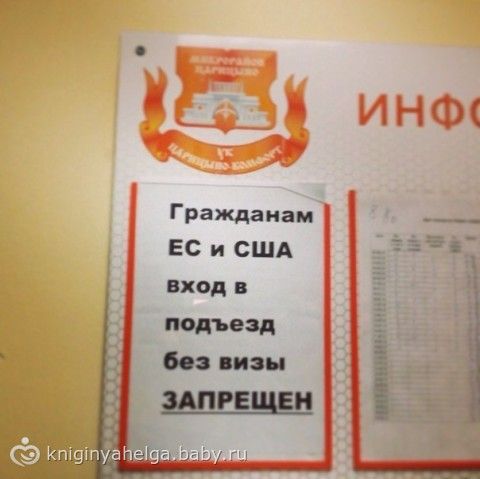 МИКРОРАЙОН
ЦАРИЦЫНО
УК
ЦАРИЦЫНО-КОМФОРТ
ИНФО
Гражданам
ЕС и США
вход в
подъезд
без визы
ЗАПРЕЩЕН
kniginyahelga.baby.ru